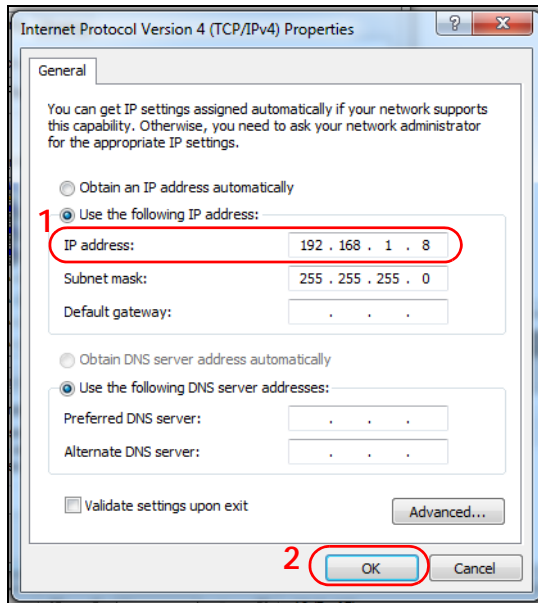 Internet Protocol Version 4 (TCP/IPv4) Properties
?
X
General
You can get IP settings assigned automatically if your network supports
this capability. Otherwise, you need to ask your network administrator
for the appropriate IP settings.
Obtain an IP address automatically
1
Use the following IP address:
IP address: 192 . 168 . 1 . 8
Subnet mask: 255 . 255 . 255 . 0
Default gateway: . . .
Obtain DNS server address automatically
Use the following DNS server addresses:
Preferred DNS server: . . .
Alternate DNS server: . . .
Validate settings upon exit
Advanced...
2
OK Cancel